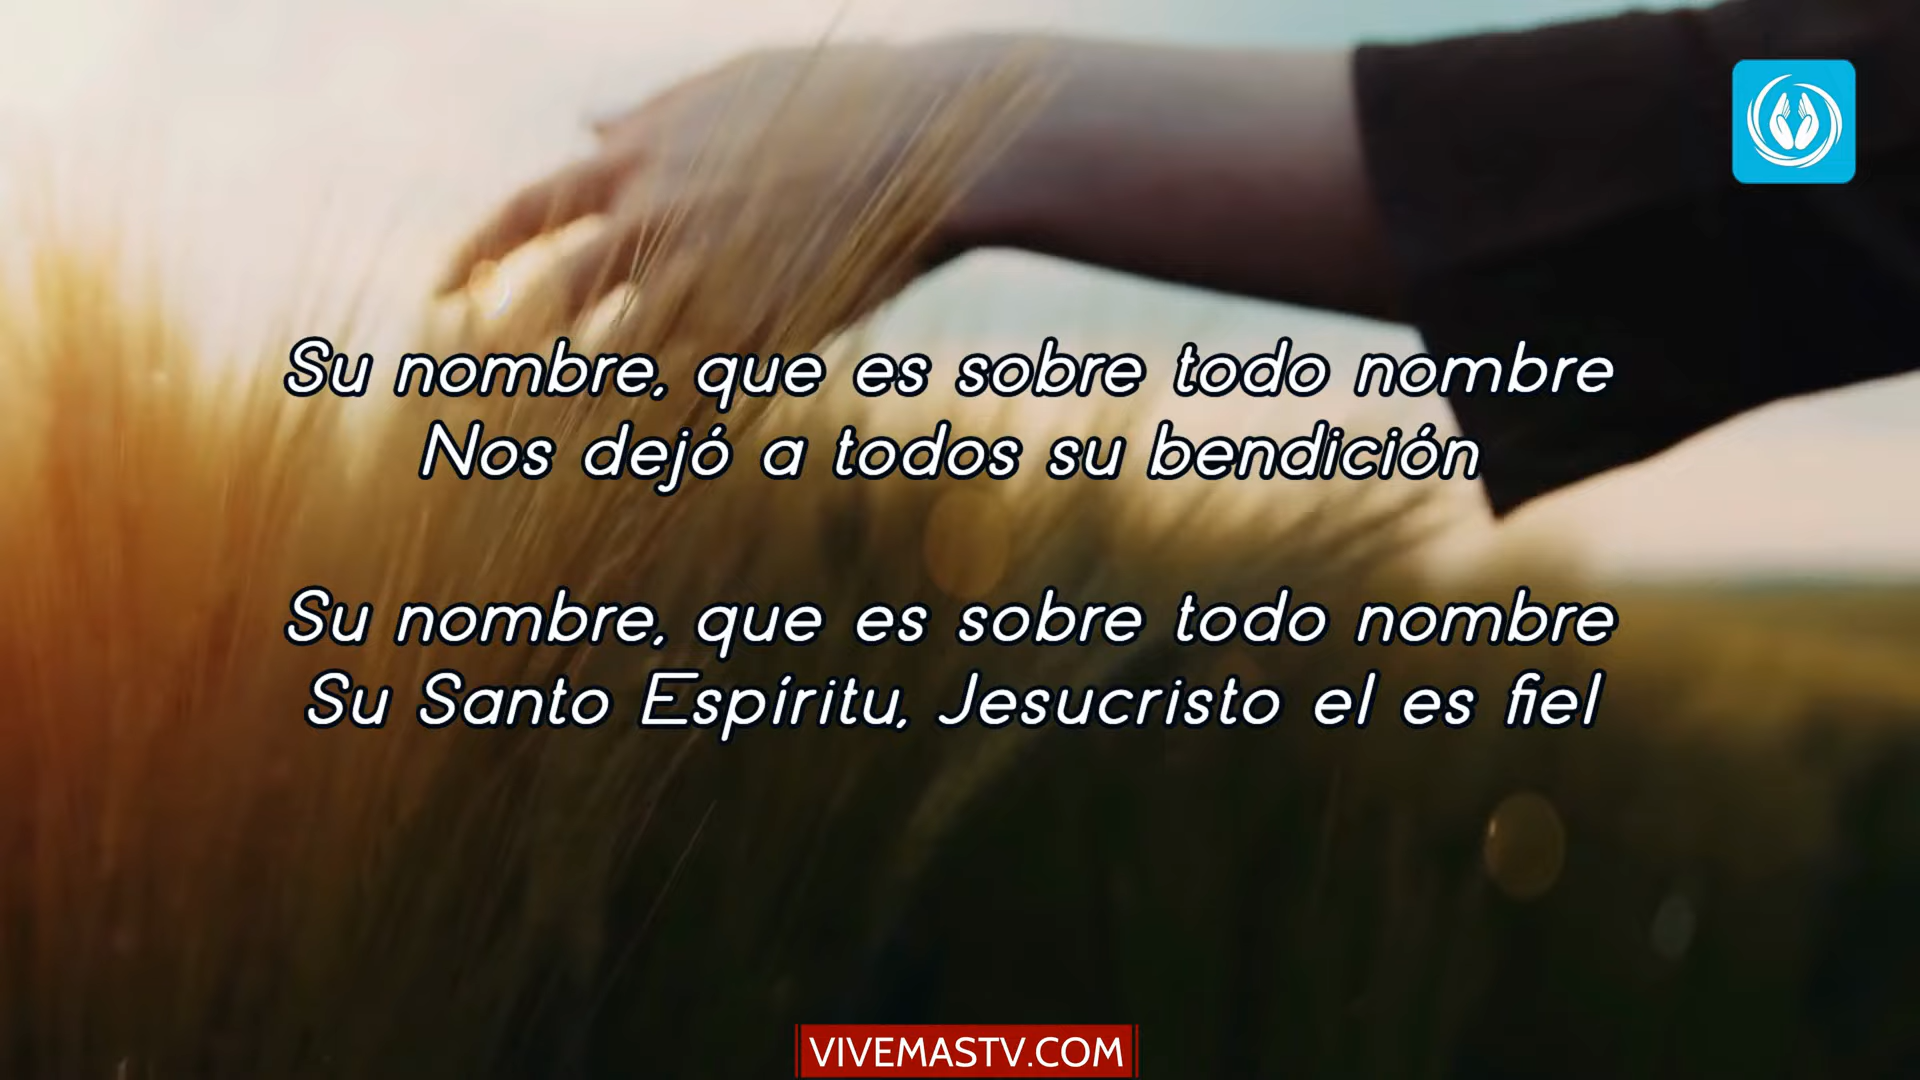 Su nombre, que es sobre todo nombre
Nos dejó a todos su bendición
Su nombre, que es sobre todo nombre
Su Santo Espíritu, Jesucristo el es fiel
VIVEMASTV.COM